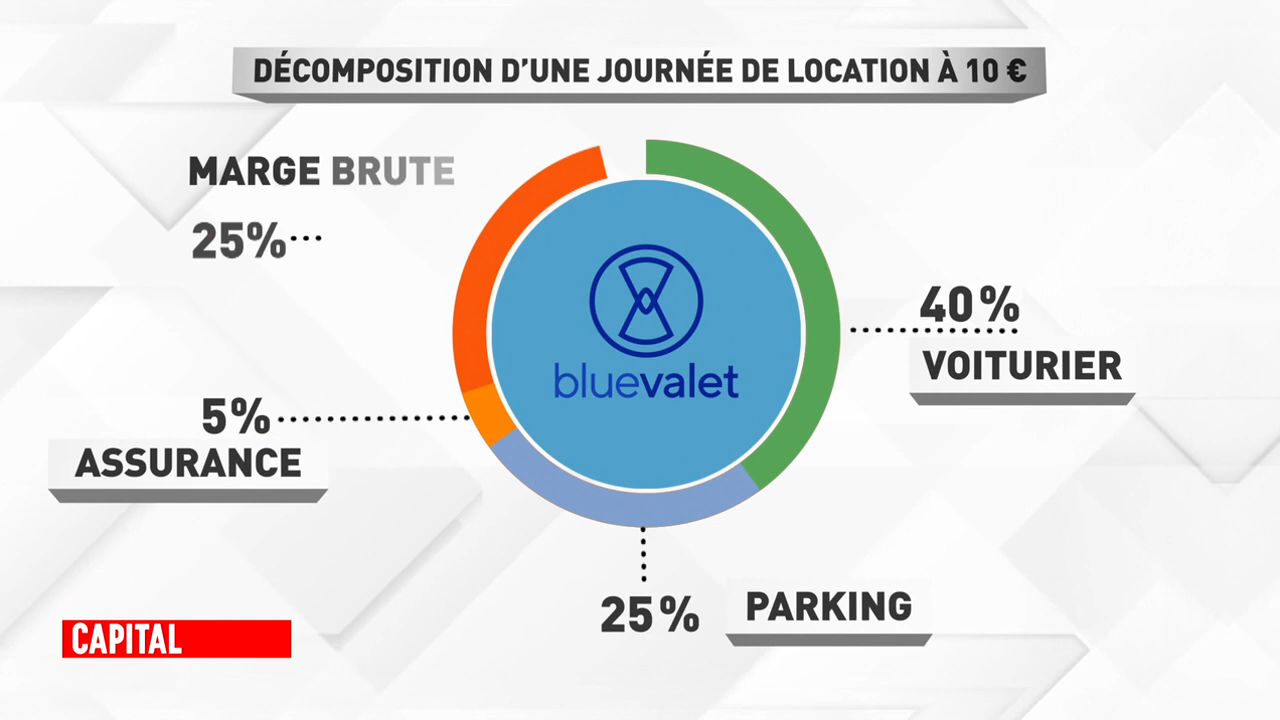 DÉCOMPOSITION D'UNE JOURNÉE DE LOCATION À 10 €
MARGE BRUTE
25%
40%
VOITURIER
bluevalet
5%
ASSURANCE
25%
PARKING
CAPITAL